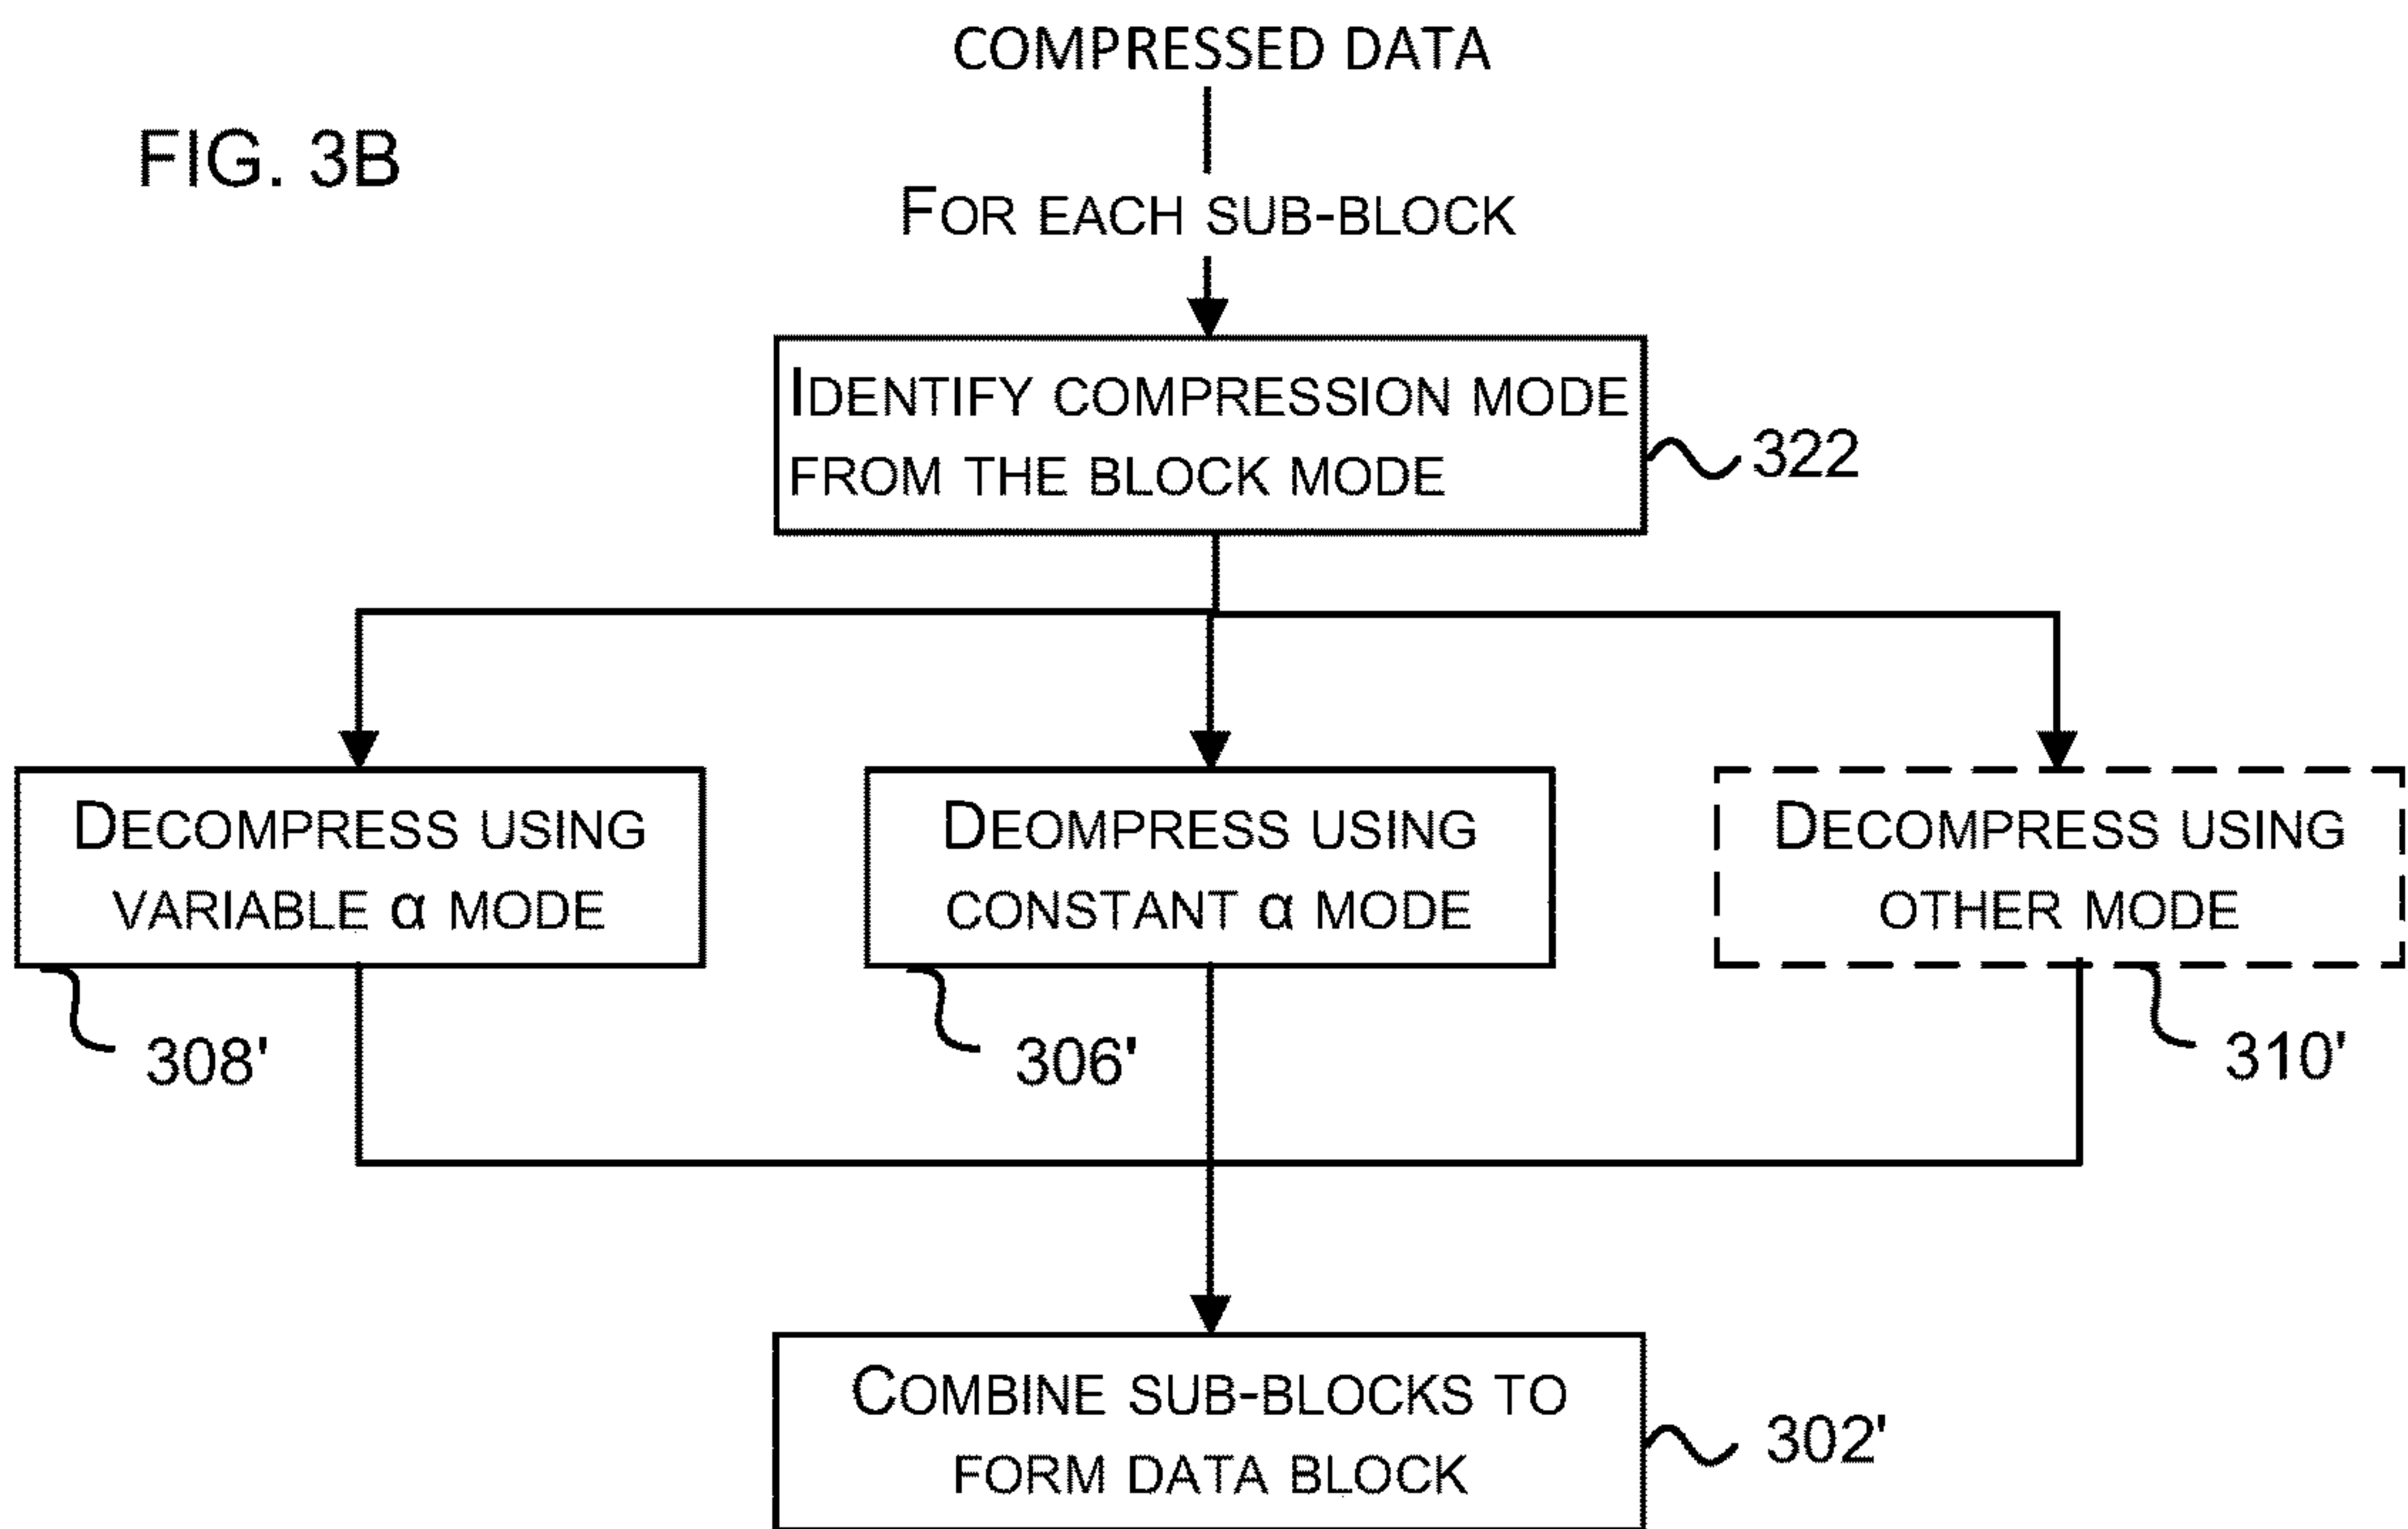 COMPRESSED DATA
FIG. 3B
FOR EACH SUB-BLOCK
IDENTIFY COMPRESSION MODE
FROM THE BLOCK MODE
322
DECOMPRESS USING
VARIABLE α MODE
308'
DEOMPRESS USING
CONSTANT α MODE
306'
DECOMPRESS USING
OTHER MODE
310'
COMBINE SUB-BLOCKS TO
FORM DATA BLOCK
302'